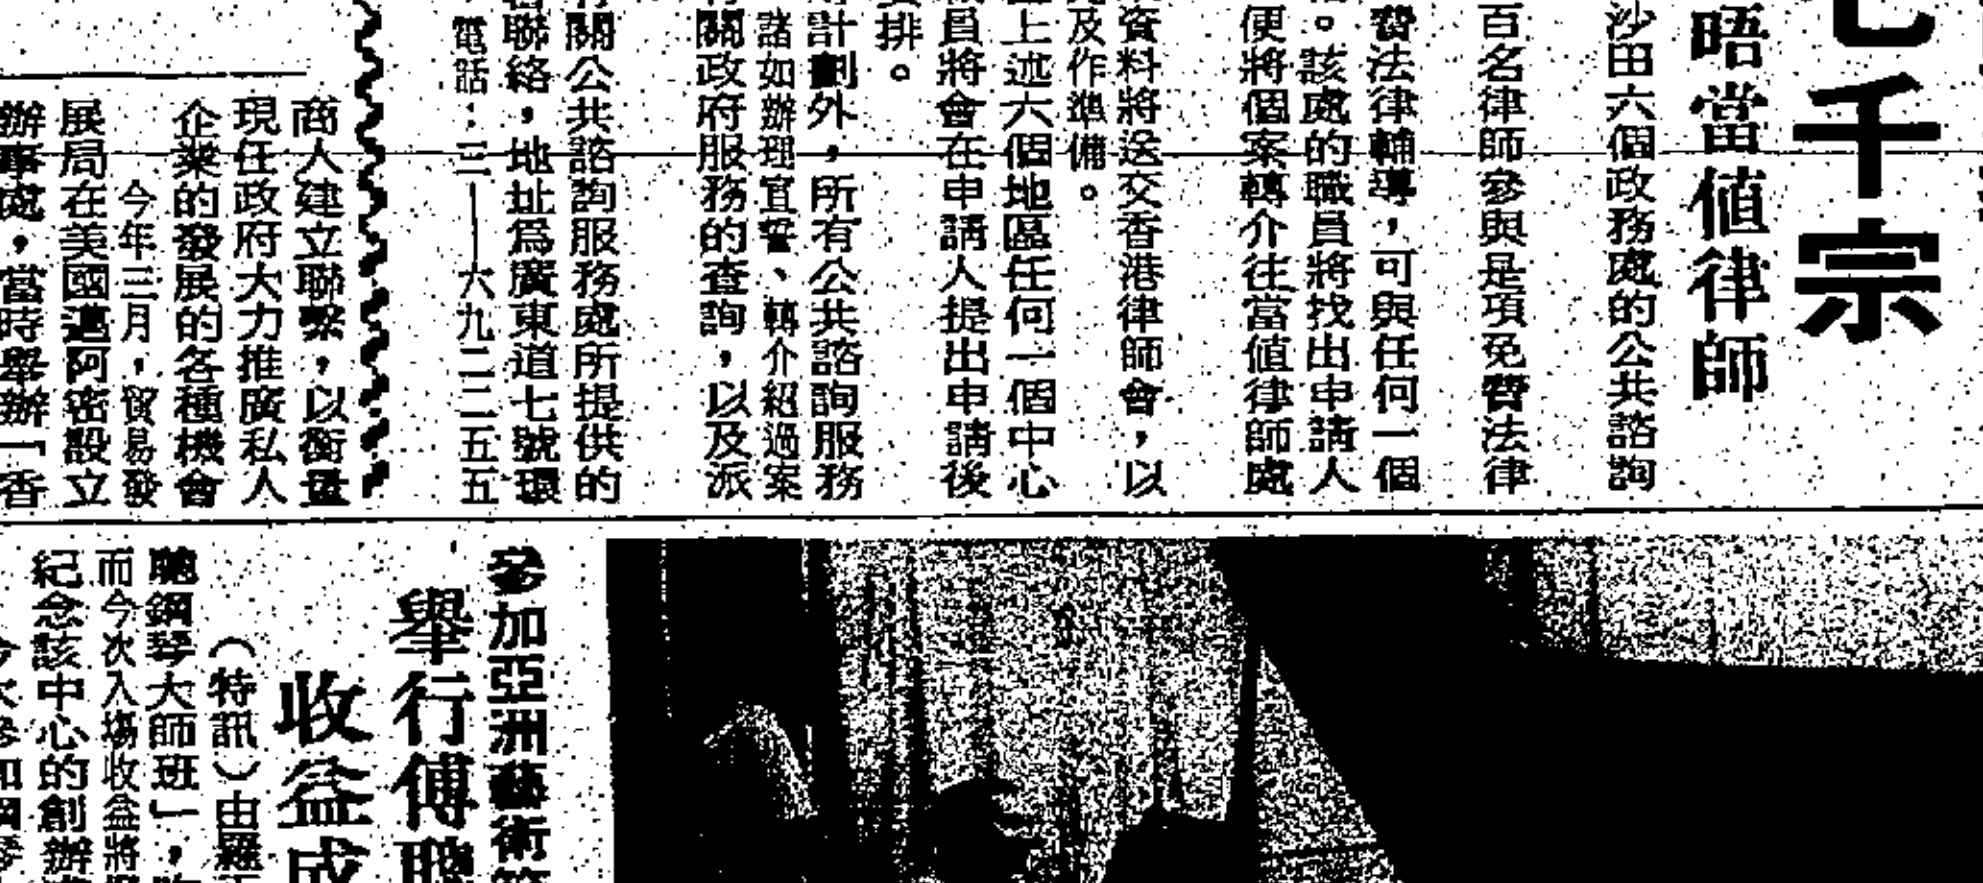 七千宗
晤當値律師
沙田六個政務處的公共諮詢
百名律師參與是項免費法律
費法律輔導，可與任何一個
。該處的職員將找出申請人
便將個案轉介往當値律師處
資料將送交香港律師會，以
及作準備。
上述六個地區任何一個中心
員將會在申請人提出申請後
排。
計劃外，所有公共諮詢服務
諸如辦理宣誓、轉介紹過案
關政府服務的查詢，以及派
關公共諮詢服務處所提供的
聯絡，地址爲廣東道七號環
電話：三——六九二二五五
商人建立聯繫，以衡量
現任政府大力推廣私人
企業的發展的各種機會
今年三月，貿易發
展局在美國邁阿密設立
辦事處，當時舉辦「香
參加亞洲藝術
舉行傅聰
收益成
（特訊）由羅
聰鋼琴大師班」，
而今次入場收益將
紀念該中心的創辦